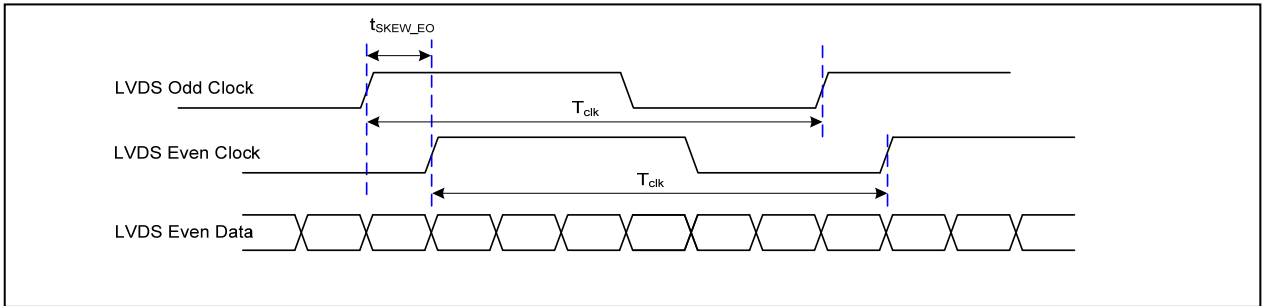 tSKEW_EO
LVDS Odd Clock
Tclk
LVDS Even Clock
Tclk
LVDS Even Data